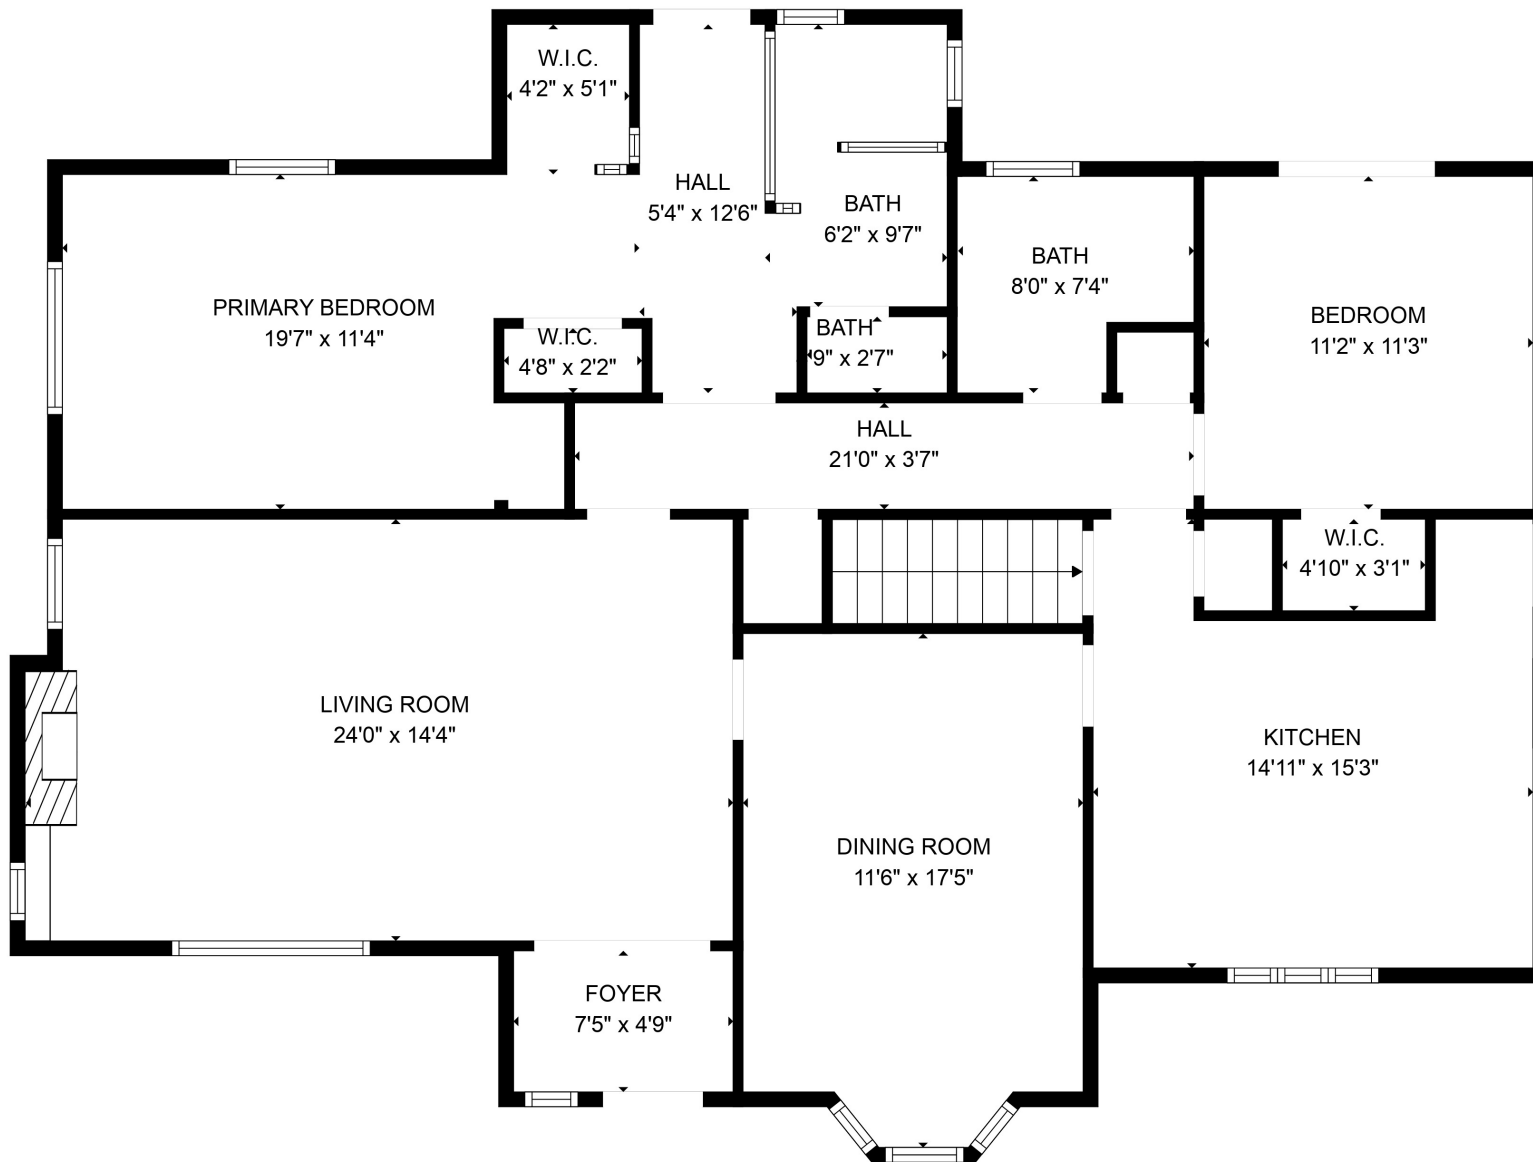 W.I.C.
4'2" x 5'1"
HALL
5'4" x 12'6"
BATH
6'2" x 9'7"
BATH
8'0" x 7'4"
PRIMARY BEDROOM
19'7" x 11'4"
BEDROOM
11'2" x 11'3"
W.I.C.
4'8" x 2'2"
BATH
'9" x 2'7"
HALL
21'0" x 3'7"
W.I.C.
4'10" x 3'1"
LIVING ROOM
24'0" x 14'4"
KITCHEN
14'11" x 15'3"
DINING ROOM
11'6" x 17'5"
FOYER
7'5" x 4'9"